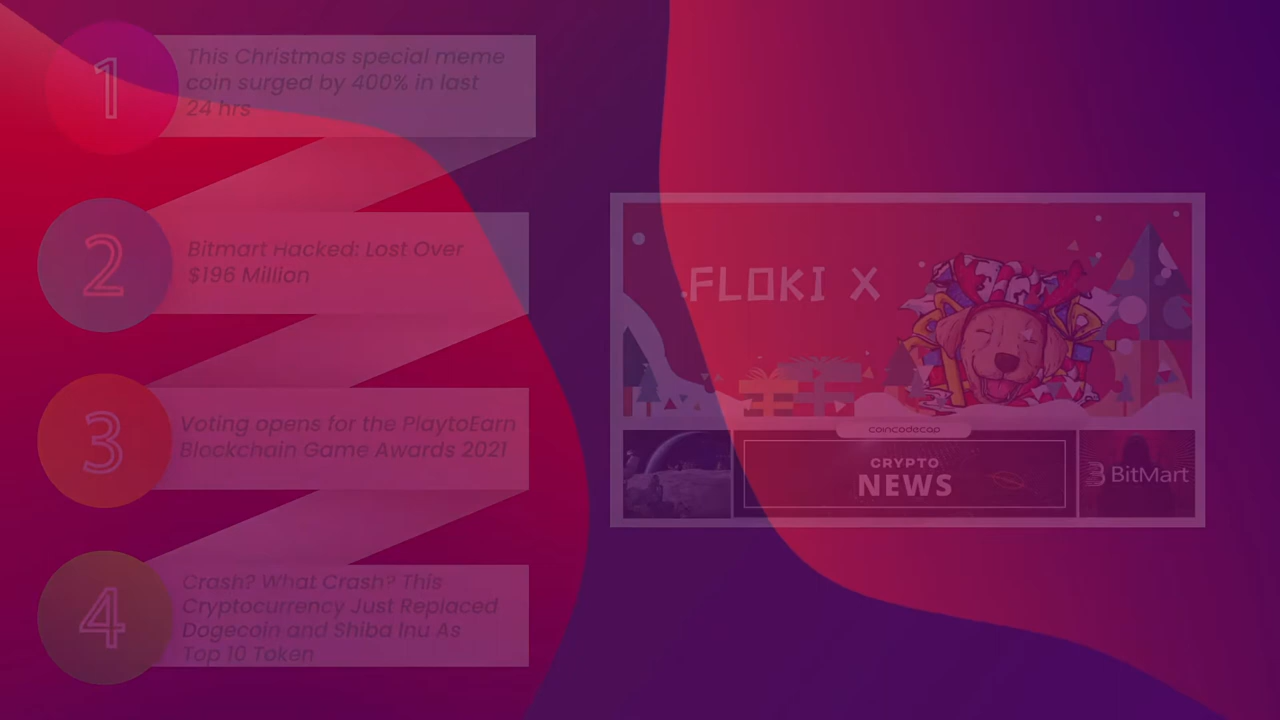 1
This Christmas special meme
coin surged by 400% in last
24 hrs
2
Bitmart Hacked: Lost Over
$196 Million
3
Voting opens for the PlaytoEarn
Blockchain Game Awards 2021
4
Crash? What Crash? This
Cryptocurrency Just Replaced
Dogecoin and Shiba Inu As
Top 10 Token
FLOKI X
coincodecap
CRYPTO
NEWS
BitMart